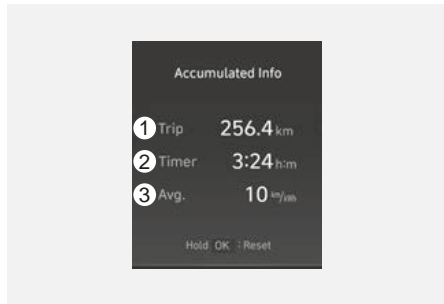 Accumulated Info
1 Trip 256.4 km
2 Timer 3:24 h:m
3 Avg. 10 km/kWh
Hold OK : Reset